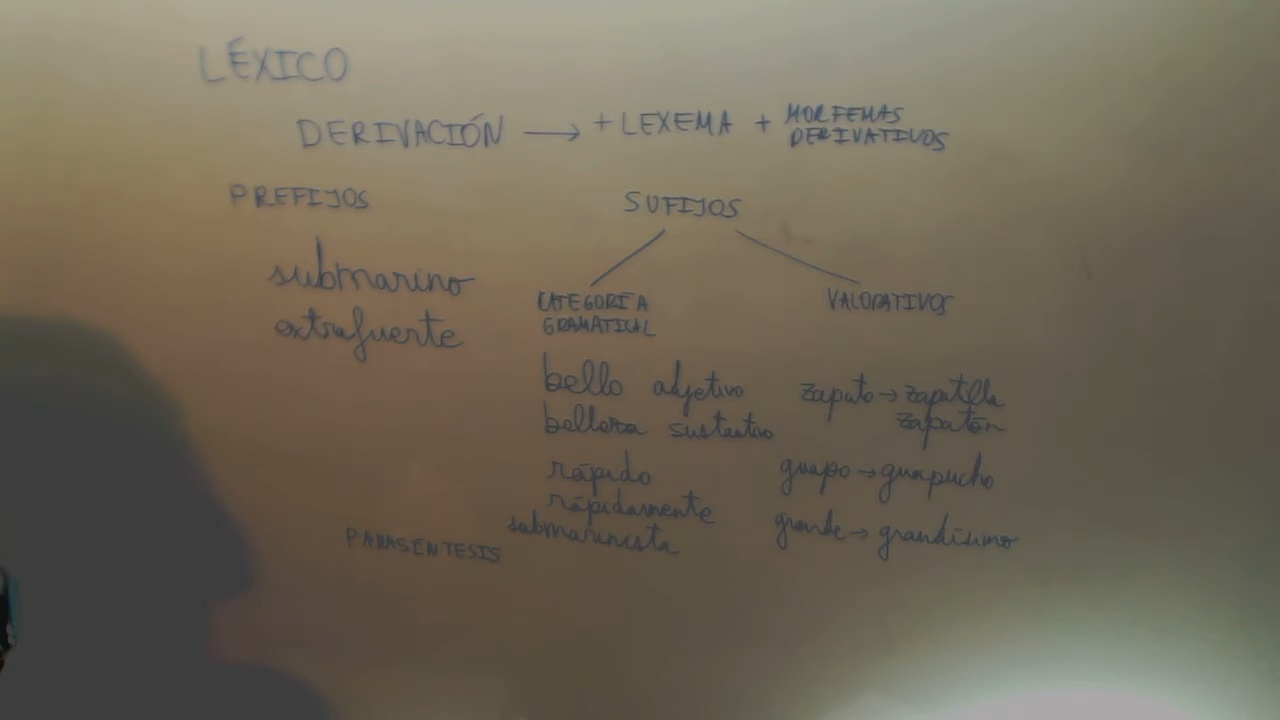 LÉXICO
DERIVACIÓN → + LEXEMA + MORFEMAS
DERIVATIVOS
PREFIJOS
submarino
extrafuerte
SUFIJOS
CATEGORÍA
GRAMATICAL
bello adjetivo
belleza sustantivo
rápido
rápidamente
submarinista
PARASÍNTESIS
VALORATIVOS
zapato → zapatilla
zapatón
guapo → guapucho
grande → grandísimo